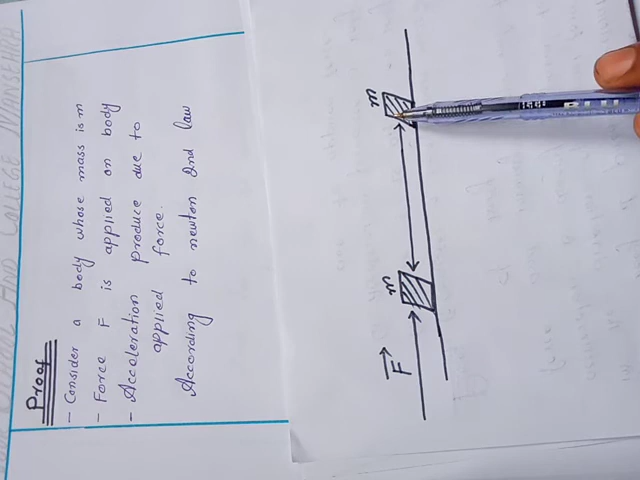 Proof
- Consider a body whose mass is m
- Force F is applied on body
- Acceleration produce due to
applied force.
According to newton 2nd law
F
m
m